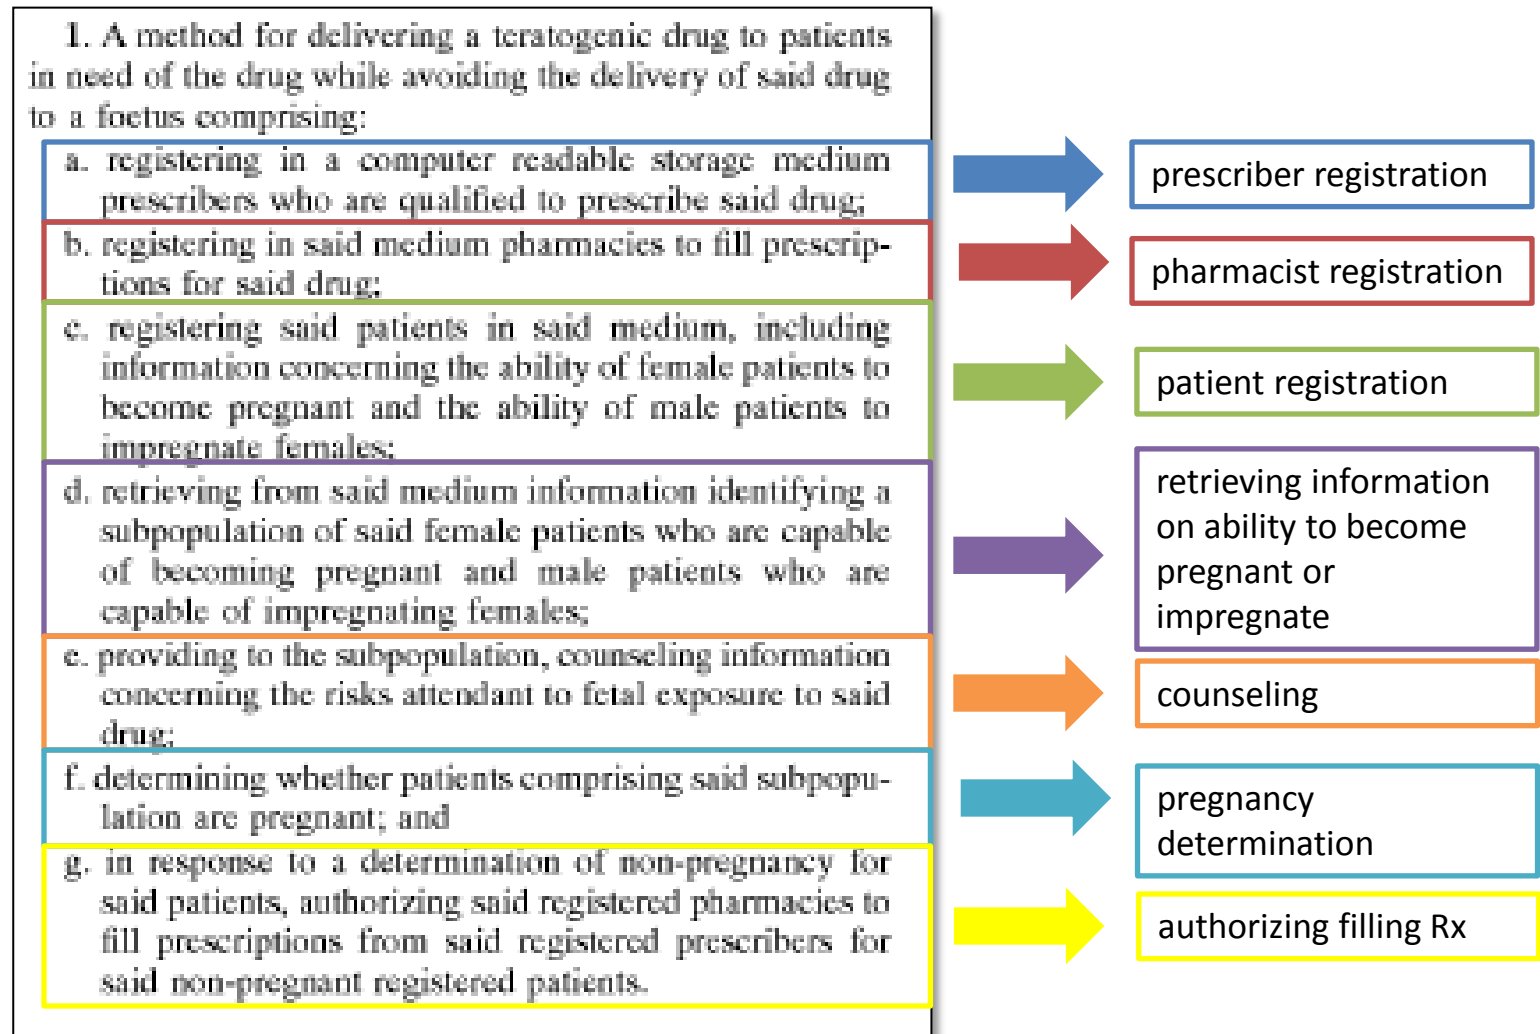 1. A method for delivering a teratogenic drug to patients
in need of the drug while avoiding the delivery of said drug
to a foetus comprising:
a. registering in a computer readable storage medium
prescribers who are qualified to prescribe said drug;
b. registering in said medium pharmacies to fill prescrip-
tions for said drug;
c. registering said patients in said medium, including
information concerning the ability of female patients to
become pregnant and the ability of male patients to
impregnate females;
d. retrieving from said medium information identifying a
subpopulation of said female patients who are capable
of becoming pregnant and male patients who are
capable of impregnating females;
e. providing to the subpopulation, counseling information
concerning the risks attendant to fetal exposure to said
drug;
f. determining whether patients comprising said subpopu-
lation are pregnant; and
g. in response to a determination of non-pregnancy for
said patients, authorizing said registered pharmacies to
fill prescriptions from said registered prescribers for
said non-pregnant registered patients.
prescriber registration
pharmacist registration
patient registration
retrieving information
on ability to become
pregnant or
impregnate
counseling
pregnancy
determination
authorizing filling Rx